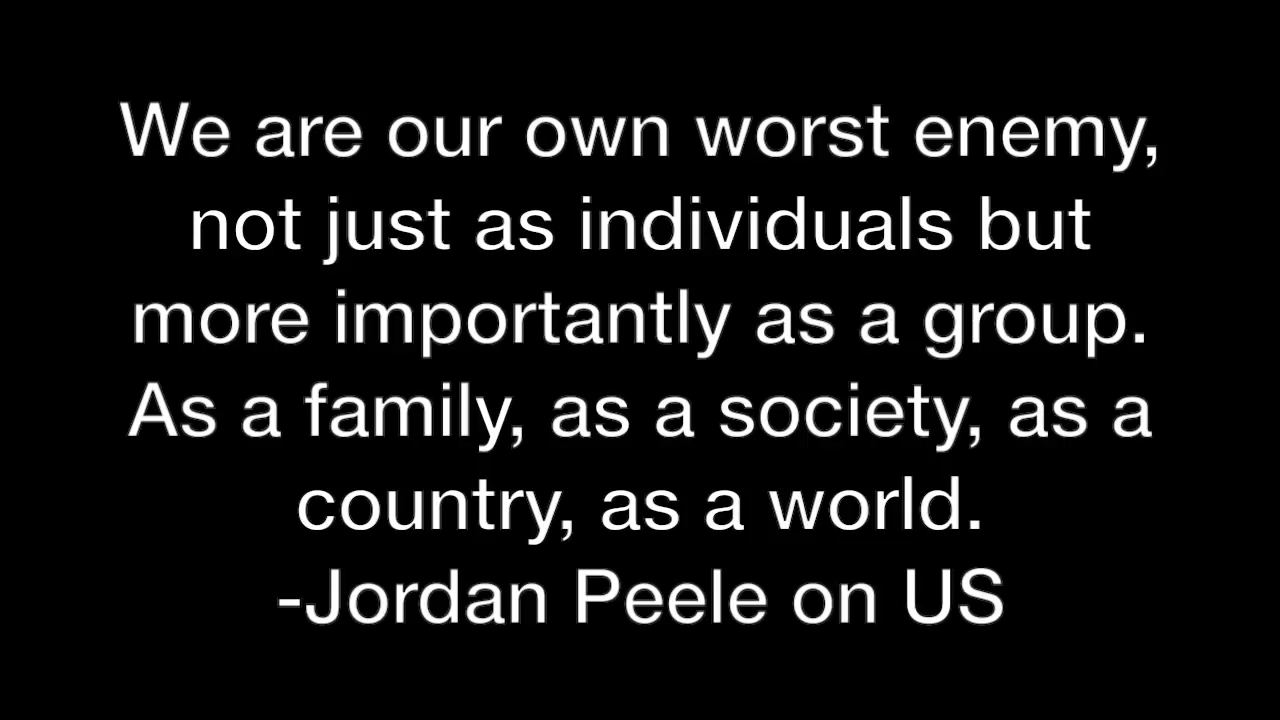 We are our own worst enemy,
not just as individuals but
more importantly as a group.
As a family, as a society, as a
country, as a world.
-Jordan Peele on US